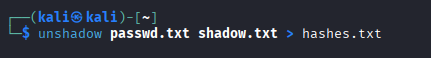 ┌──(kali㉿kali)-[~]
└─$ unshadow passwd.txt shadow.txt > hashes.txt